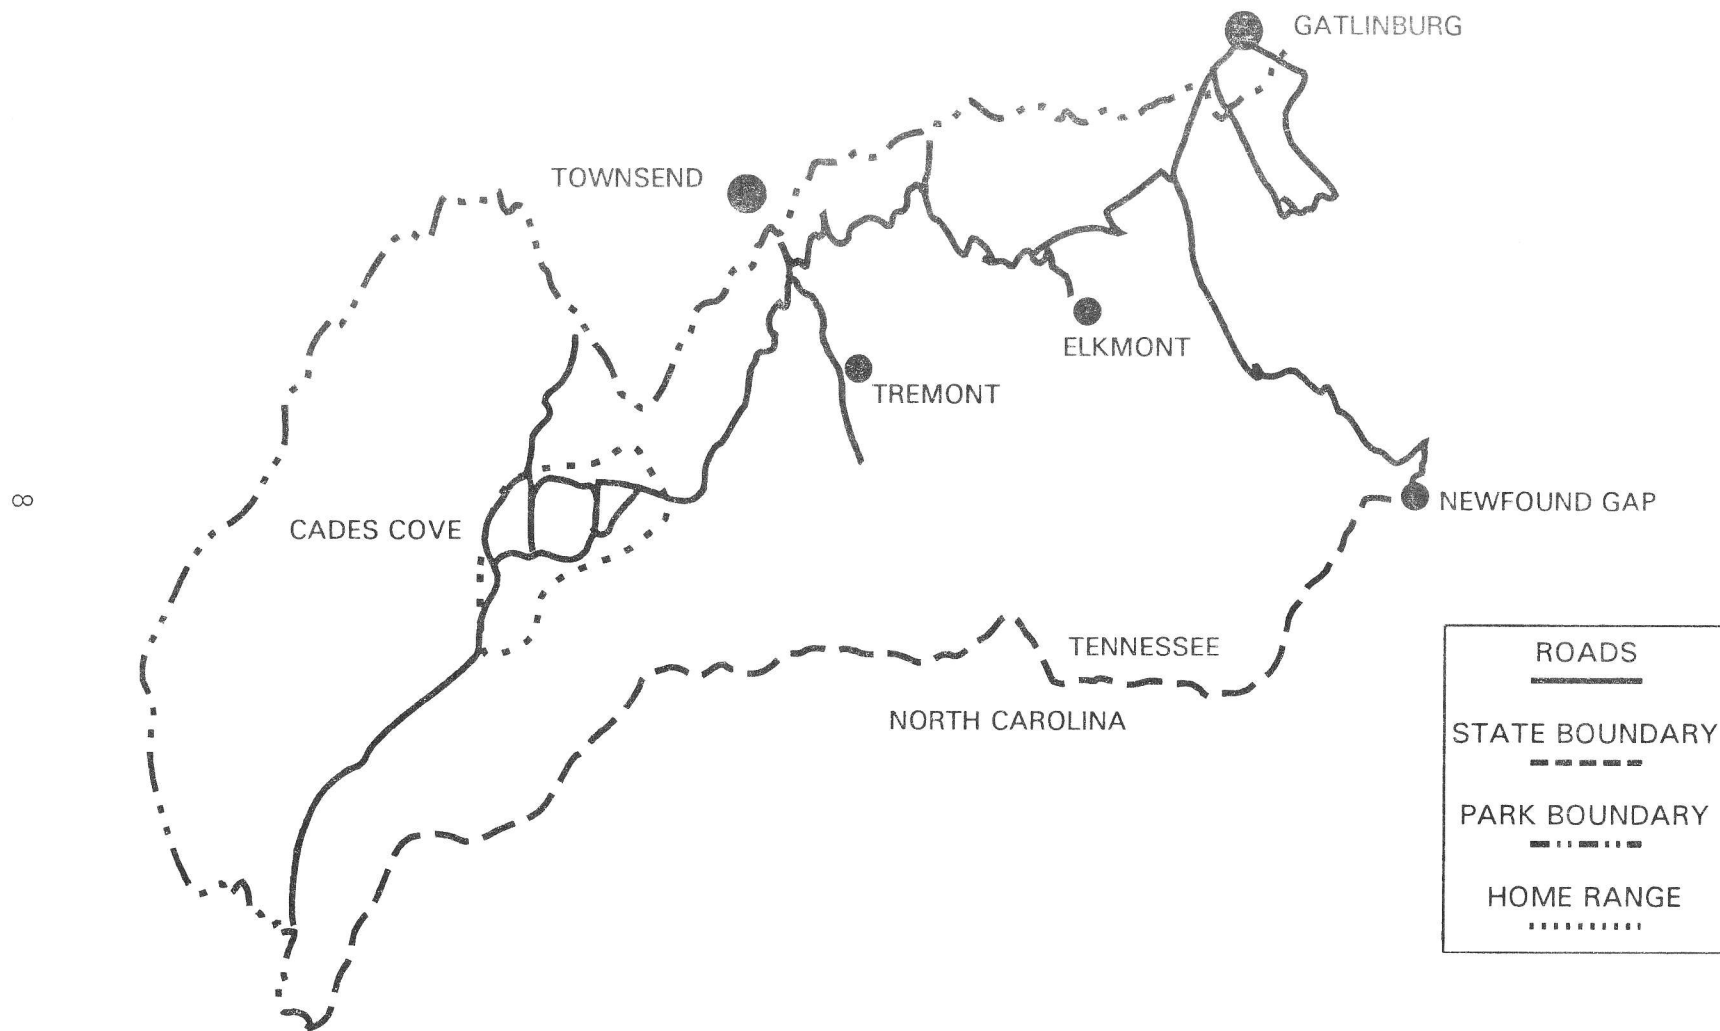 GATLINBURG
TOWNSEND
ELKMONT
TREMONT
CADES COVE
NEWFOUND GAP
TENNESSEE
NORTH CAROLINA
ROADS
STATE BOUNDARY
PARK BOUNDARY
HOME RANGE
8